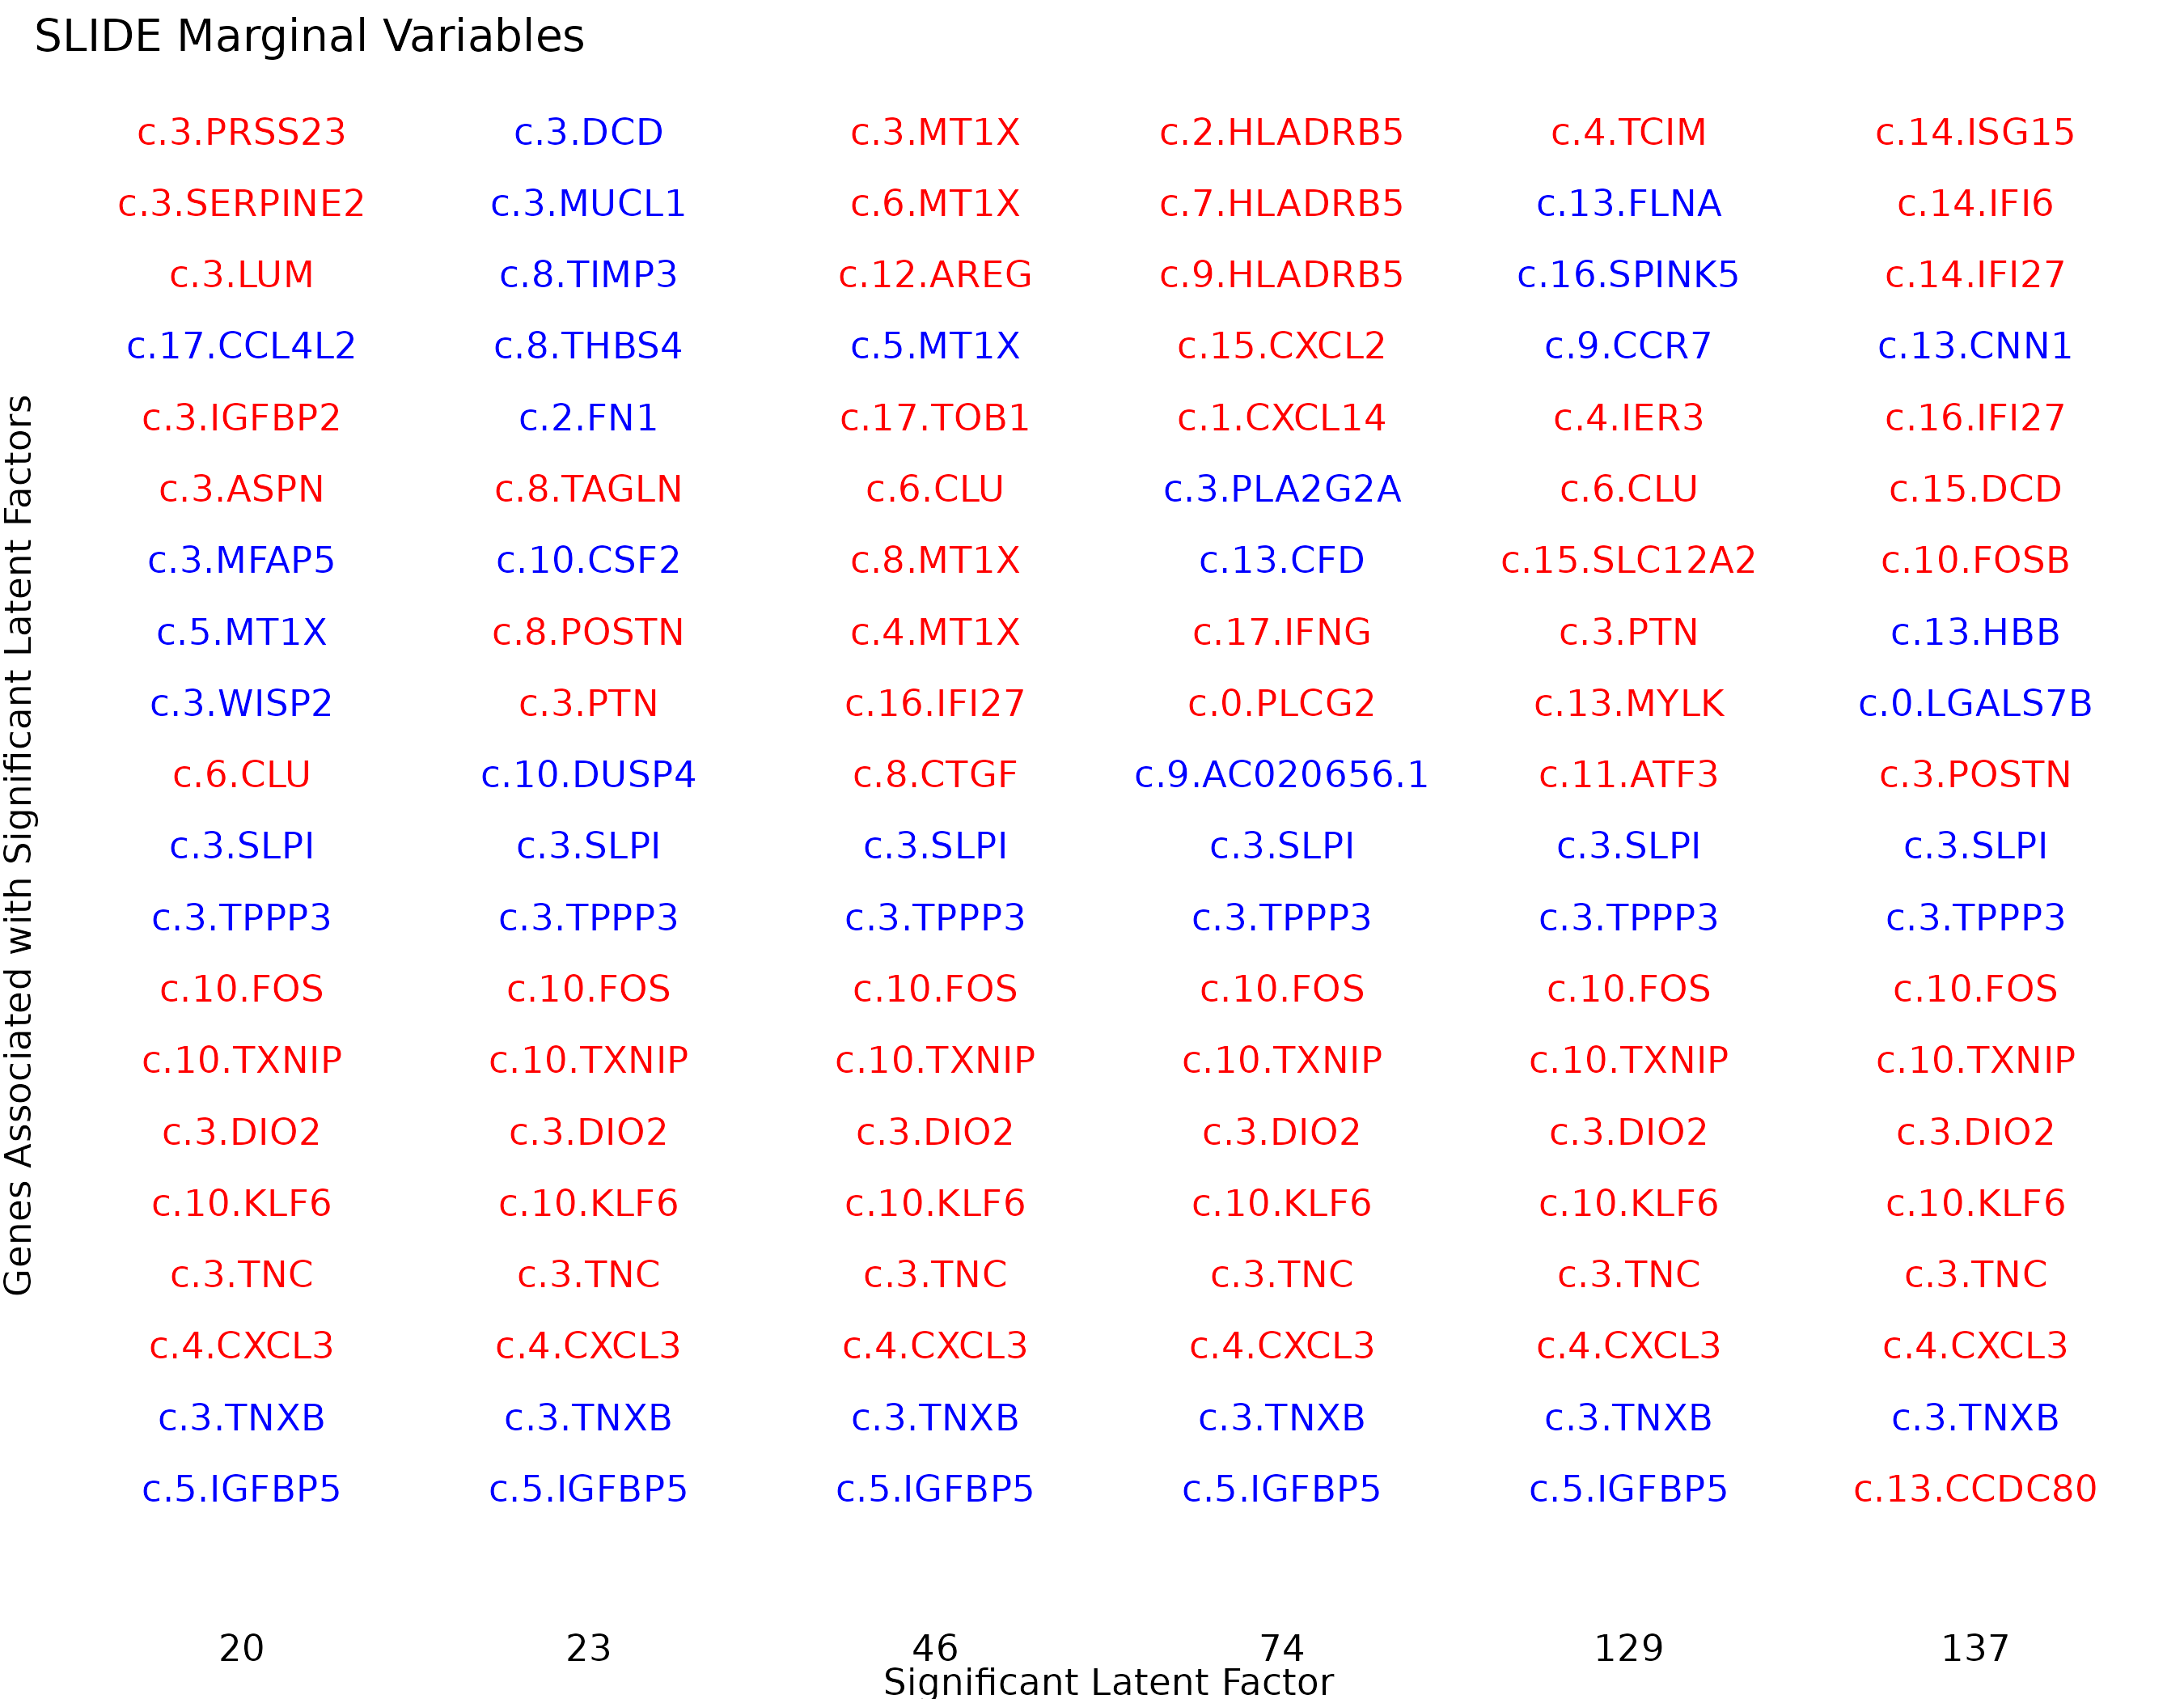 SLIDE Marginal Variables
c.3.PRSS23 c.3.DCD c.3.MT1X c.2.HLADRB5 c.4.TCIM c.14.ISG15
c.3.SERPINE2 c.3.MUCL1 c.6.MT1X c.7.HLADRB5 c.13.FLNA c.14.IFI6
c.3.LUM c.8.TIMP3 c.12.AREG c.9.HLADRB5 c.16.SPINK5 c.14.IFI27
c.17.CCL4L2 c.8.THBS4 c.5.MT1X c.15.CXCL2 c.9.CCR7 c.13.CNN1
c.3.IGFBP2 c.2.FN1 c.17.TOB1 c.1.CXCL14 c.4.IER3 c.16.IFI27
c.3.ASPN c.8.TAGLN c.6.CLU c.3.PLA2G2A c.6.CLU c.15.DCD
c.3.MFAP5 c.10.CSF2 c.8.MT1X c.13.CFD c.15.SLC12A2 c.10.FOSB
c.5.MT1X c.8.POSTN c.4.MT1X c.17.IFNG c.3.PTN c.13.HBB
c.3.WISP2 c.3.PTN c.16.IFI27 c.0.PLCG2 c.13.MYLK c.0.LGALS7B
c.6.CLU c.10.DUSP4 c.8.CTGF c.9.AC020656.1 c.11.ATF3 c.3.POSTN
c.3.SLPI c.3.SLPI c.3.SLPI c.3.SLPI c.3.SLPI c.3.SLPI
c.3.TPPP3 c.3.TPPP3 c.3.TPPP3 c.3.TPPP3 c.3.TPPP3 c.3.TPPP3
c.10.FOS c.10.FOS c.10.FOS c.10.FOS c.10.FOS c.10.FOS
c.10.TXNIP c.10.TXNIP c.10.TXNIP c.10.TXNIP c.10.TXNIP c.10.TXNIP
c.3.DIO2 c.3.DIO2 c.3.DIO2 c.3.DIO2 c.3.DIO2 c.3.DIO2
c.10.KLF6 c.10.KLF6 c.10.KLF6 c.10.KLF6 c.10.KLF6 c.10.KLF6
c.3.TNC c.3.TNC c.3.TNC c.3.TNC c.3.TNC c.3.TNC
c.4.CXCL3 c.4.CXCL3 c.4.CXCL3 c.4.CXCL3 c.4.CXCL3 c.4.CXCL3
c.3.TNXB c.3.TNXB c.3.TNXB c.3.TNXB c.3.TNXB c.3.TNXB
c.5.IGFBP5 c.5.IGFBP5 c.5.IGFBP5 c.5.IGFBP5 c.5.IGFBP5 c.13.CCDC80
20 23 46 74 129 137
Significant Latent Factor
Genes Associated with Significant Latent Factors